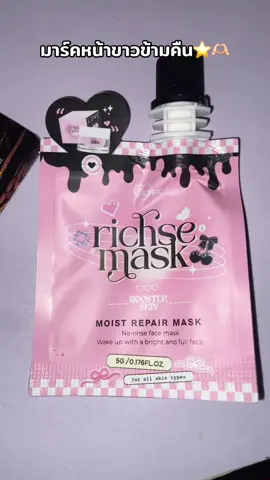 มาร์คหน้าขาวข้ามคืน⭐🫶🏻
richse
mask
BOOSTER
SKIN
MOIST REPAIR MASK
No-rinse face mask
Wake up with a bright and full face.
5G /0.176FL.OZ.
for all skin types